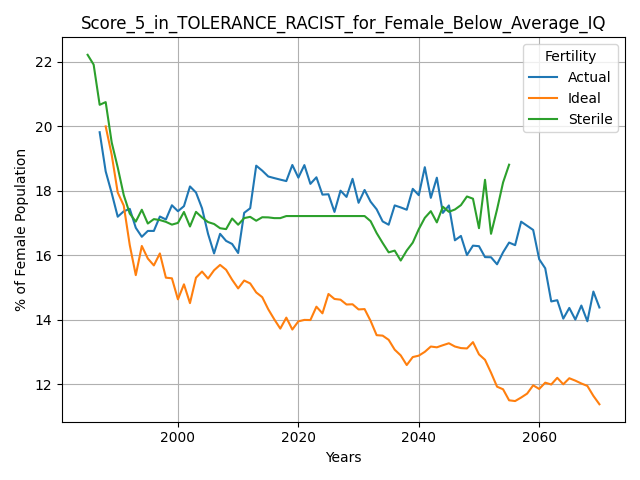 Score_5_in_TOLERANCE_RACIST_for_Female_Below_Average_IQ
% of Female Population
22
20
18
16
14
12
Fertility
Actual
Ideal
Sterile
2000 2020 2040 2060
Years